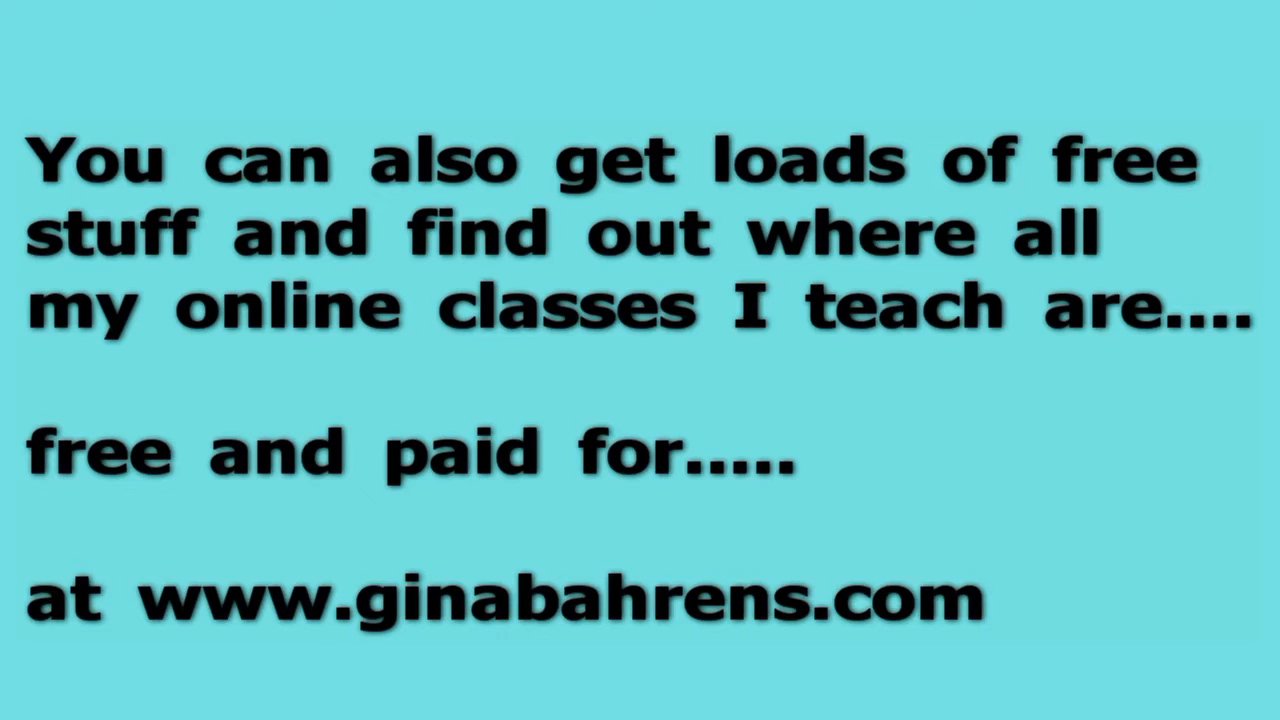 You can also get loads of free
stuff and find out where all
my online classes I teach are....
free and paid for.....
at www.ginabahrens.com